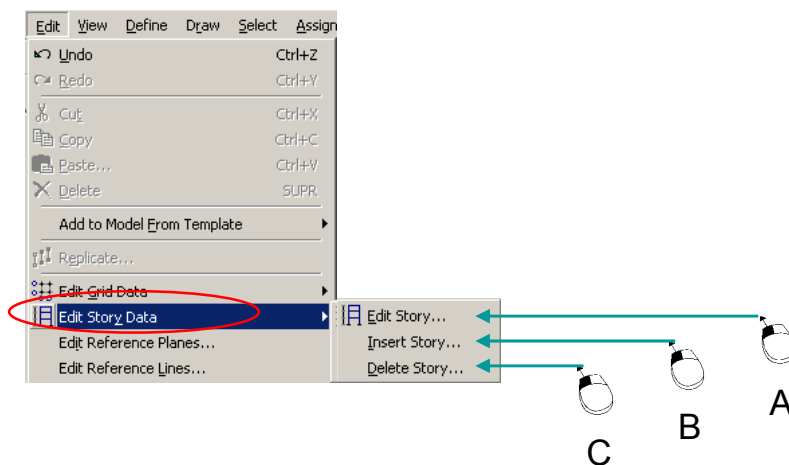 Edit View Define Draw Select Assign
Undo Ctrl+Z
Redo Ctrl+Y
Cut Ctrl+X
Copy Ctrl+C
Paste... Ctrl+V
Delete SUPR
Add to Model From Template
Replicate...
Edit Grid Data
Edit Story Data Edit Story...
Edit Reference Planes... Insert Story...
Edit Reference Lines... Delete Story...
A
B
C